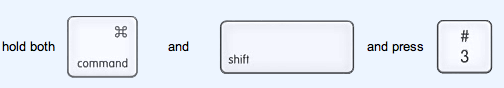 hold both ⌘ command and shift and press # 3